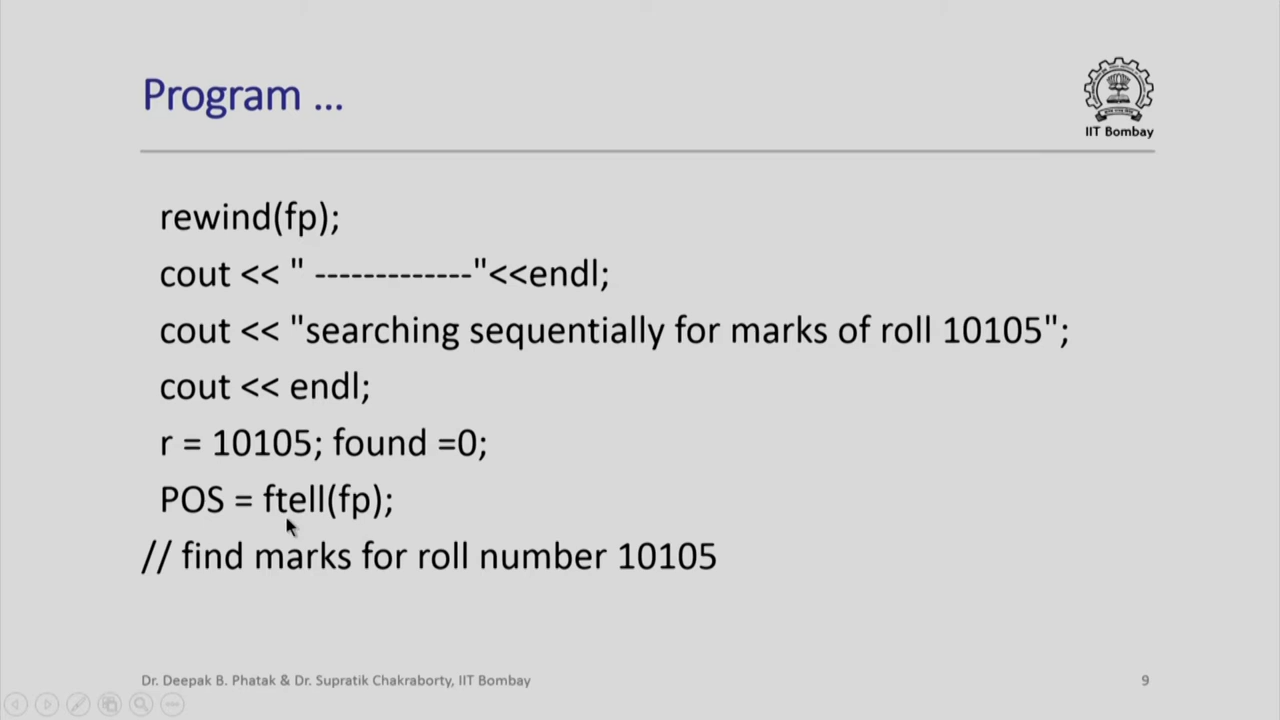 Program ...
IIT Bombay
rewind(fp);
cout << " -------------"<<endl;
cout << "searching sequentially for marks of roll 10105";
cout << endl;
r = 10105; found =0;
POS = ftell(fp);
// find marks for roll number 10105
Dr. Deepak B. Phatak & Dr. Supratik Chakraborty, IIT Bombay
9